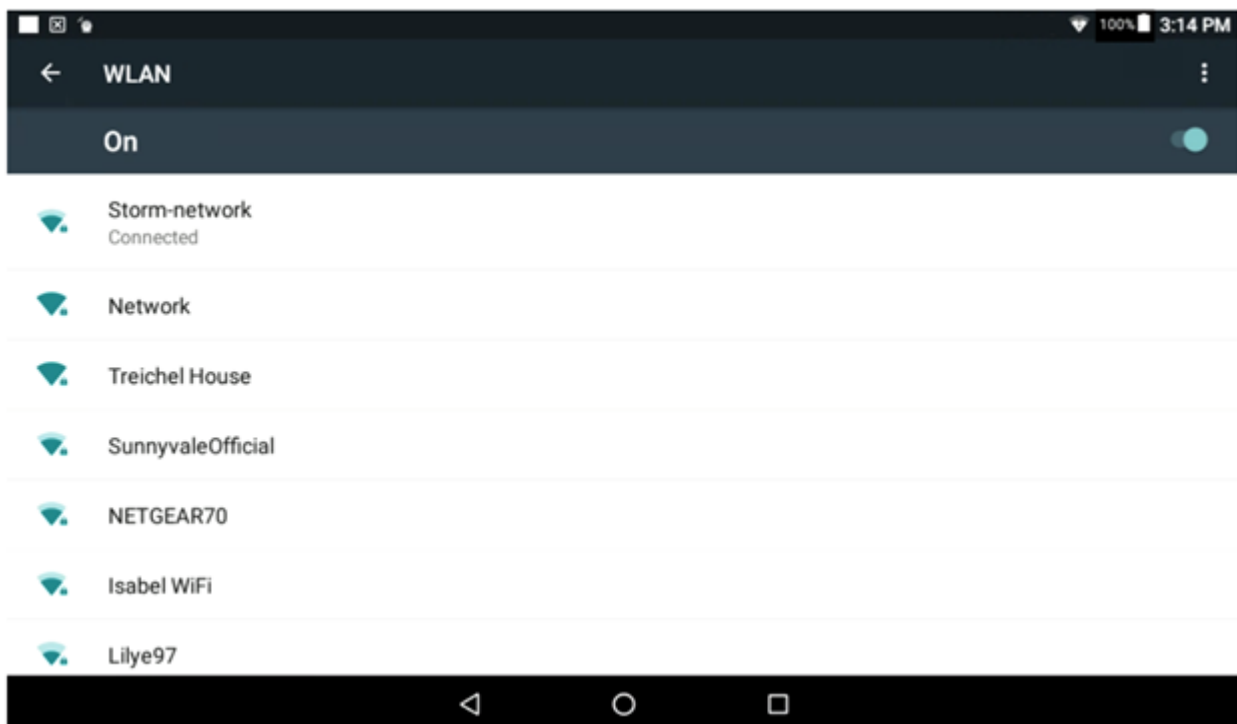 100% 3:14 PM
WLAN
On
Storm-network
Connected
Network
Treichel House
SunnyvaleOfficial
NETGEAR70
Isabel WiFi
Lilye97